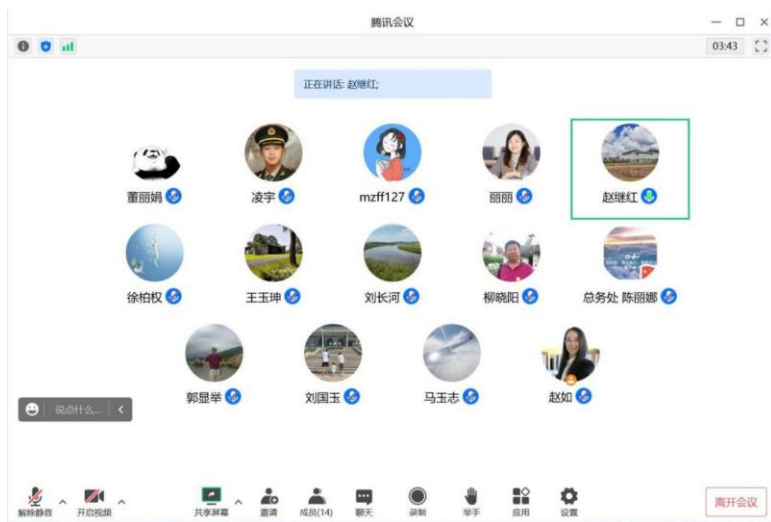 腾讯会议
03:43
正在讲话: 赵继红;
董丽娟 凌宇 mzff127 丽丽 赵继红
徐柏权 王玉珅 刘长河 柳晓阳 总务处 陈丽娜
郭显举 刘国玉 马玉志 赵如
说点什么...
解除静音 开启视频 共享屏幕 邀请 成员(14) 聊天 录制 举手 应用 设置 离开会议